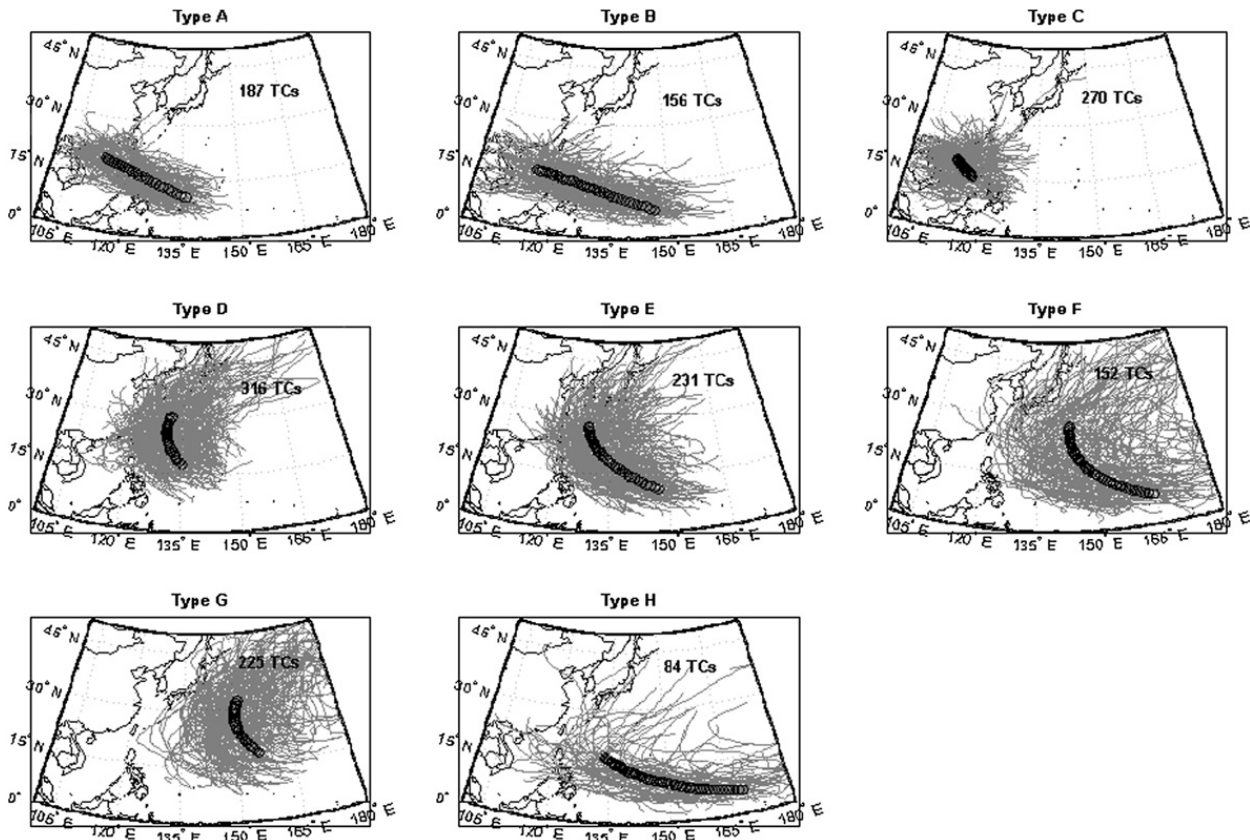 Type A
Type B
Type C
187 TCs
156 TCs
270 TCs
45° N
30° N
15° N
0°
105° E
120° E
135° E
150° E
165° E
180° E
45° N
30° N
15° N
0°
105° E
120° E
135° E
150° E
165° E
180° E
45° N
30° N
15° N
0°
105° E
120° E
135° E
150° E
165° E
180° E
Type D
Type E
Type F
316 TCs
231 TCs
152 TCs
45° N
30° N
15° N
0°
105° E
120° E
135° E
150° E
165° E
180° E
45° N
30° N
15° N
0°
105° E
120° E
135° E
150° E
165° E
180° E
45° N
30° N
15° N
0°
105° E
120° E
135° E
150° E
165° E
180° E
Type G
Type H
225 TCs
84 TCs
45° N
30° N
15° N
0°
105° E
120° E
135° E
150° E
165° E
180° E
45° N
30° N
15° N
0°
105° E
120° E
135° E
150° E
165° E
180° E